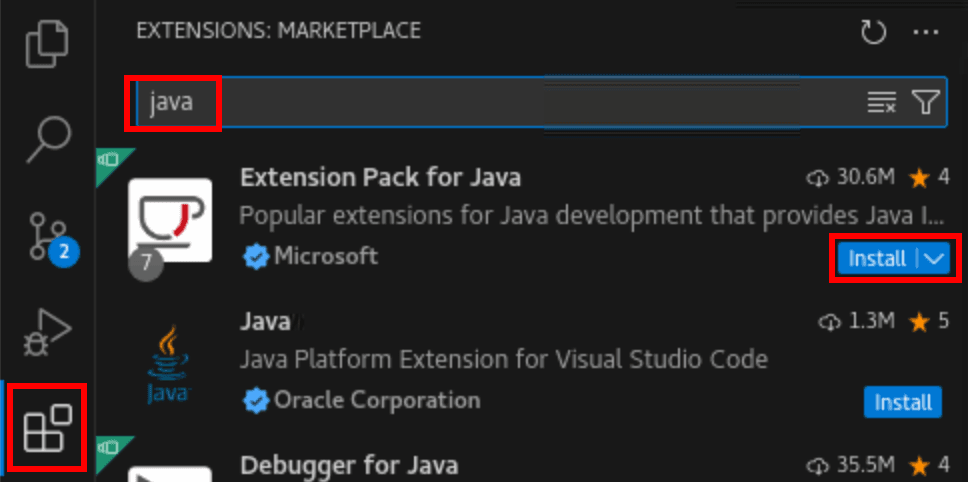 EXTENSIONS: MARKETPLACE
java
Extension Pack for Java 30.6M 4
Popular extensions for Java development that provides Java I...
7
Microsoft
Install
2
Java 1.3M 5
Java Platform Extension for Visual Studio Code
Java
Oracle Corporation
Install
Debugger for Java 35.5M 4